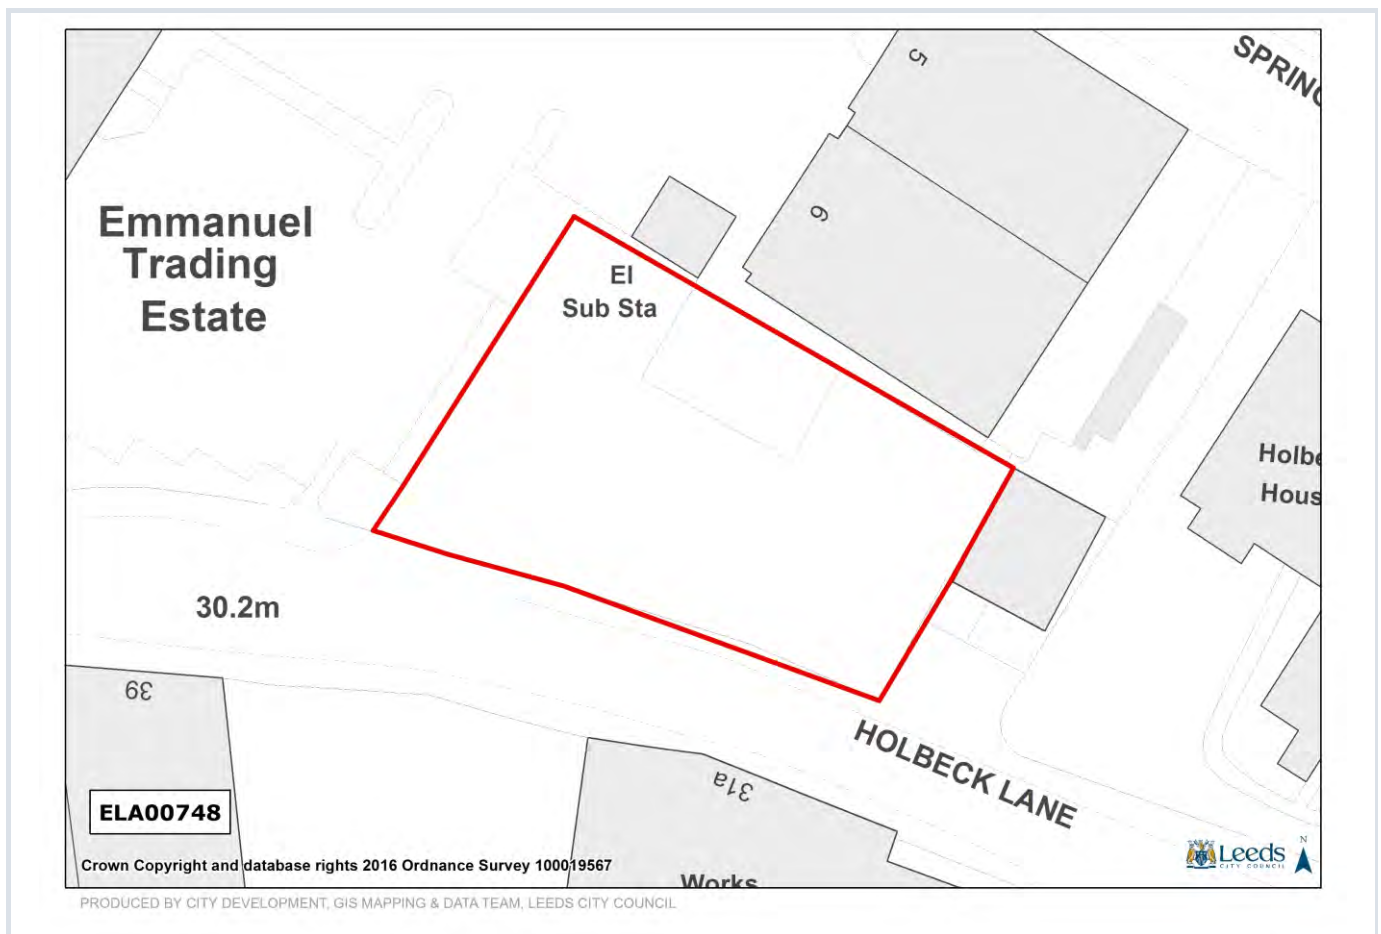 5
SPRING
6
Emmanuel
Trading
Estate
El
Sub Sta
Holbe
Hous
30.2m
39
HOLBECK LANE
31a
ELA00748
Crown Copyright and database rights 2016 Ordnance Survey 100019567
Works
Leeds
CITY COUNCIL
N
PRODUCED BY CITY DEVELOPMENT, GIS MAPPING & DATA TEAM, LEEDS CITY COUNCIL